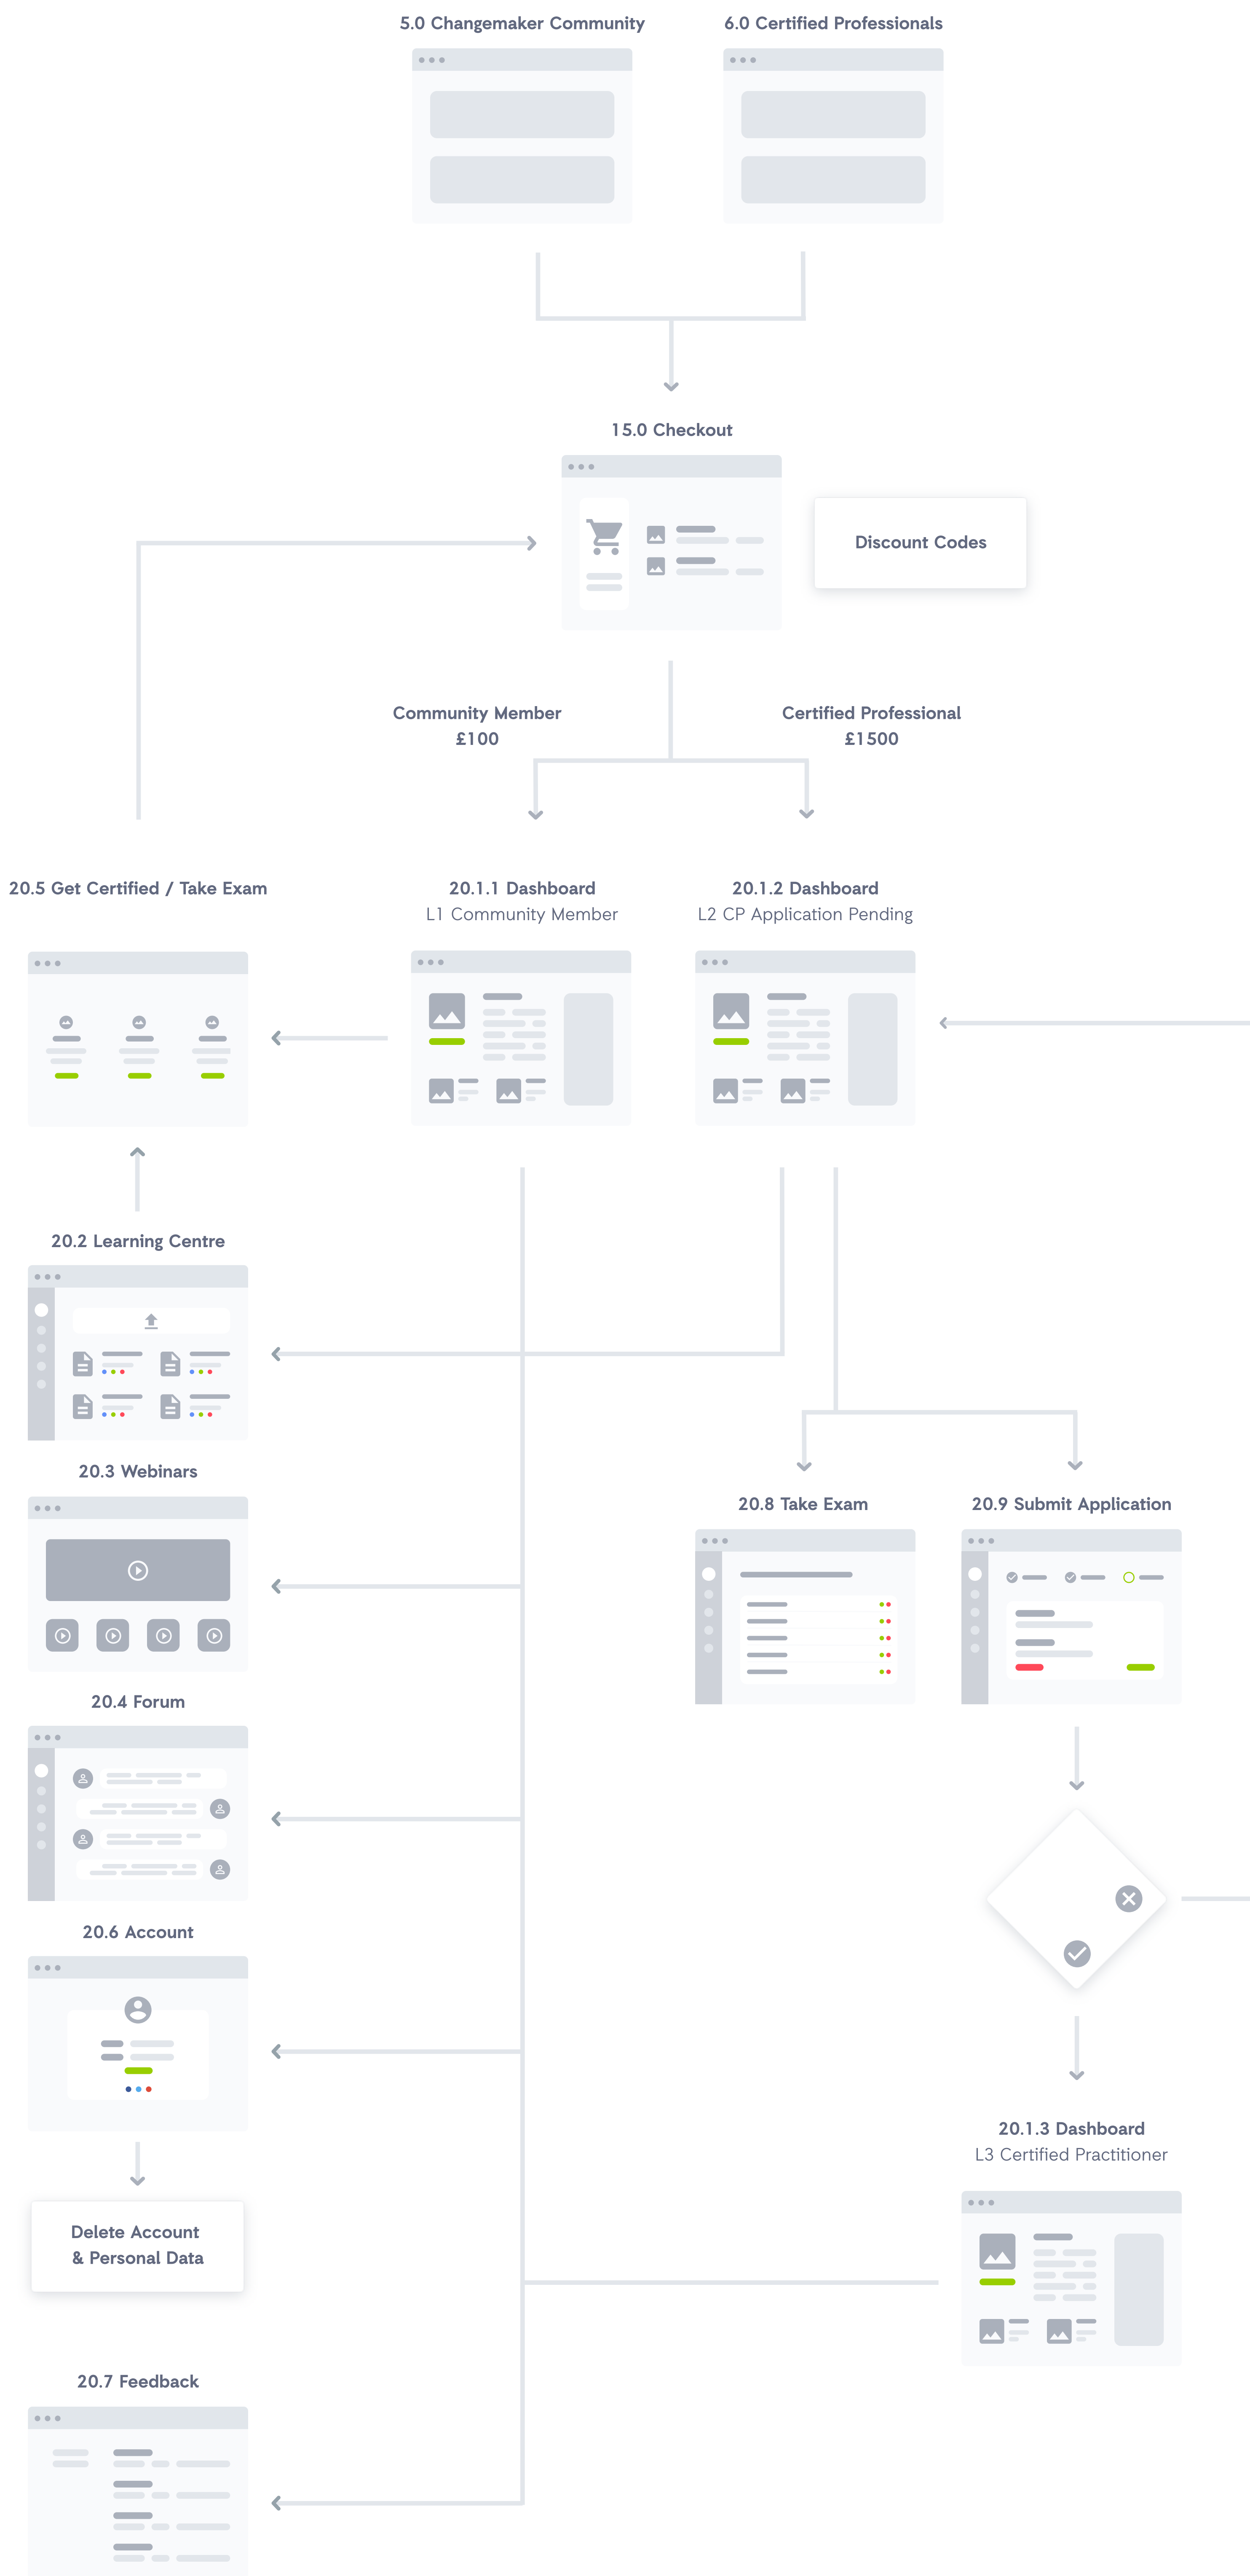 5.0 Changemaker Community
6.0 Certified Professionals
15.0 Checkout
Discount Codes
Community Member
£100
Certified Professional
£1500
20.5 Get Certified / Take Exam
20.1.1 Dashboard
L1 Community Member
20.1.2 Dashboard
L2 CP Application Pending
20.2 Learning Centre
20.3 Webinars
20.8 Take Exam
20.9 Submit Application
20.4 Forum
20.6 Account
20.1.3 Dashboard
L3 Certified Practitioner
Delete Account
& Personal Data
20.7 Feedback